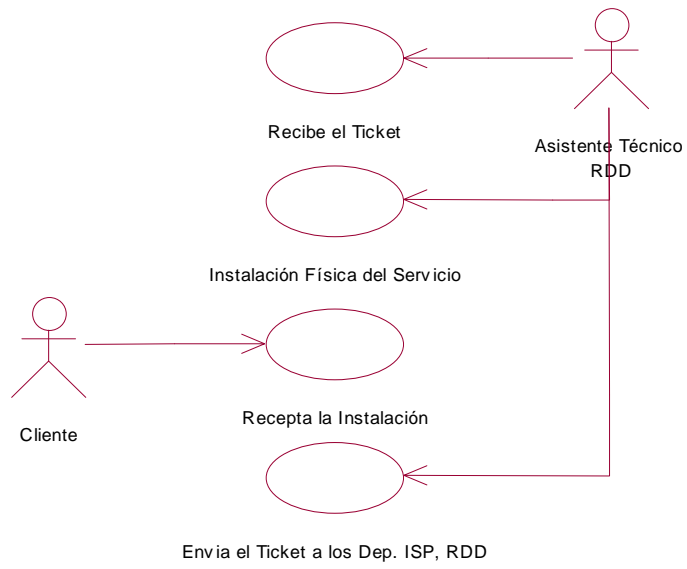 Recibe el Ticket
Asistente Técnico
RDD
Instalación Física del Servicio
Recepta la Instalación
Cliente
Envia el Ticket a los Dep. ISP, RDD